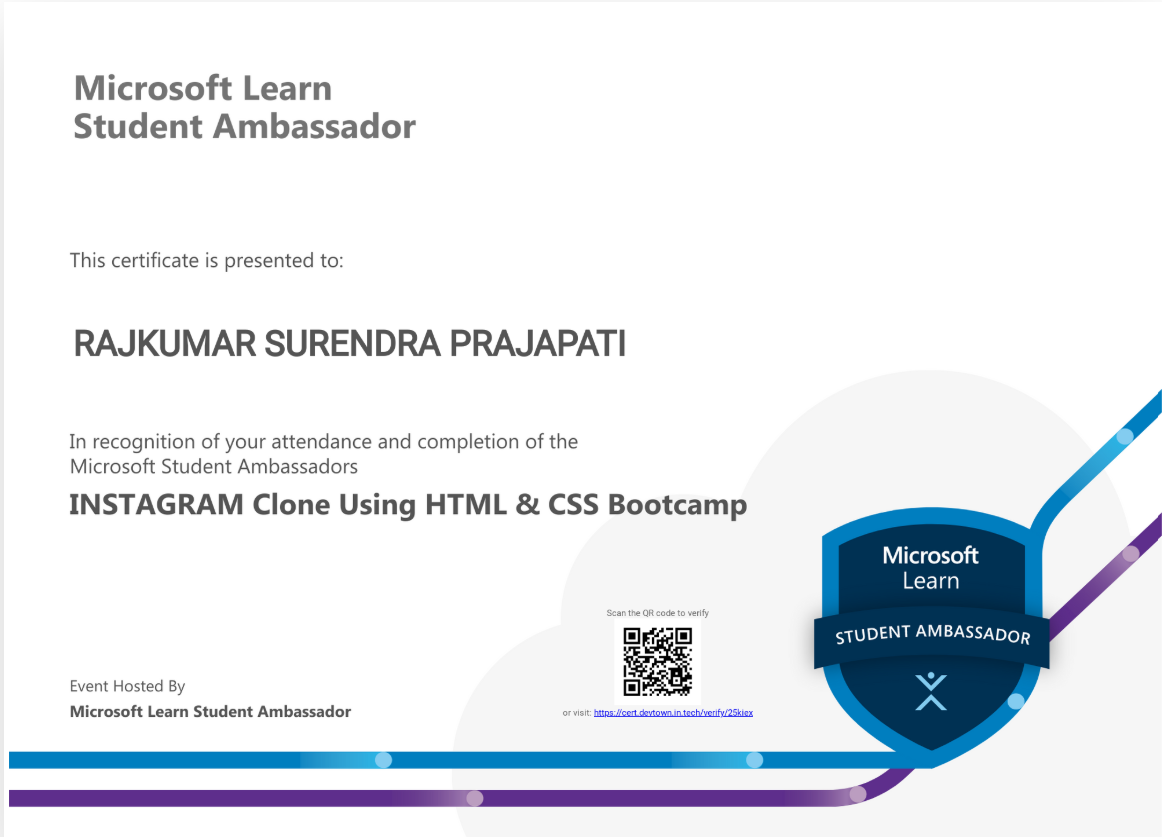 Microsoft Learn
Student Ambassador
This certificate is presented to:
RAJKUMAR SURENDRA PRAJAPATI
In recognition of your attendance and completion of the
Microsoft Student Ambassadors
INSTAGRAM Clone Using HTML & CSS Bootcamp
Microsoft
Learn
STUDENT AMBASSADOR
Scan the QR code to verify
or visit: https://cert.devtown.in.tech/verify/25kiex
Event Hosted By
Microsoft Learn Student Ambassador